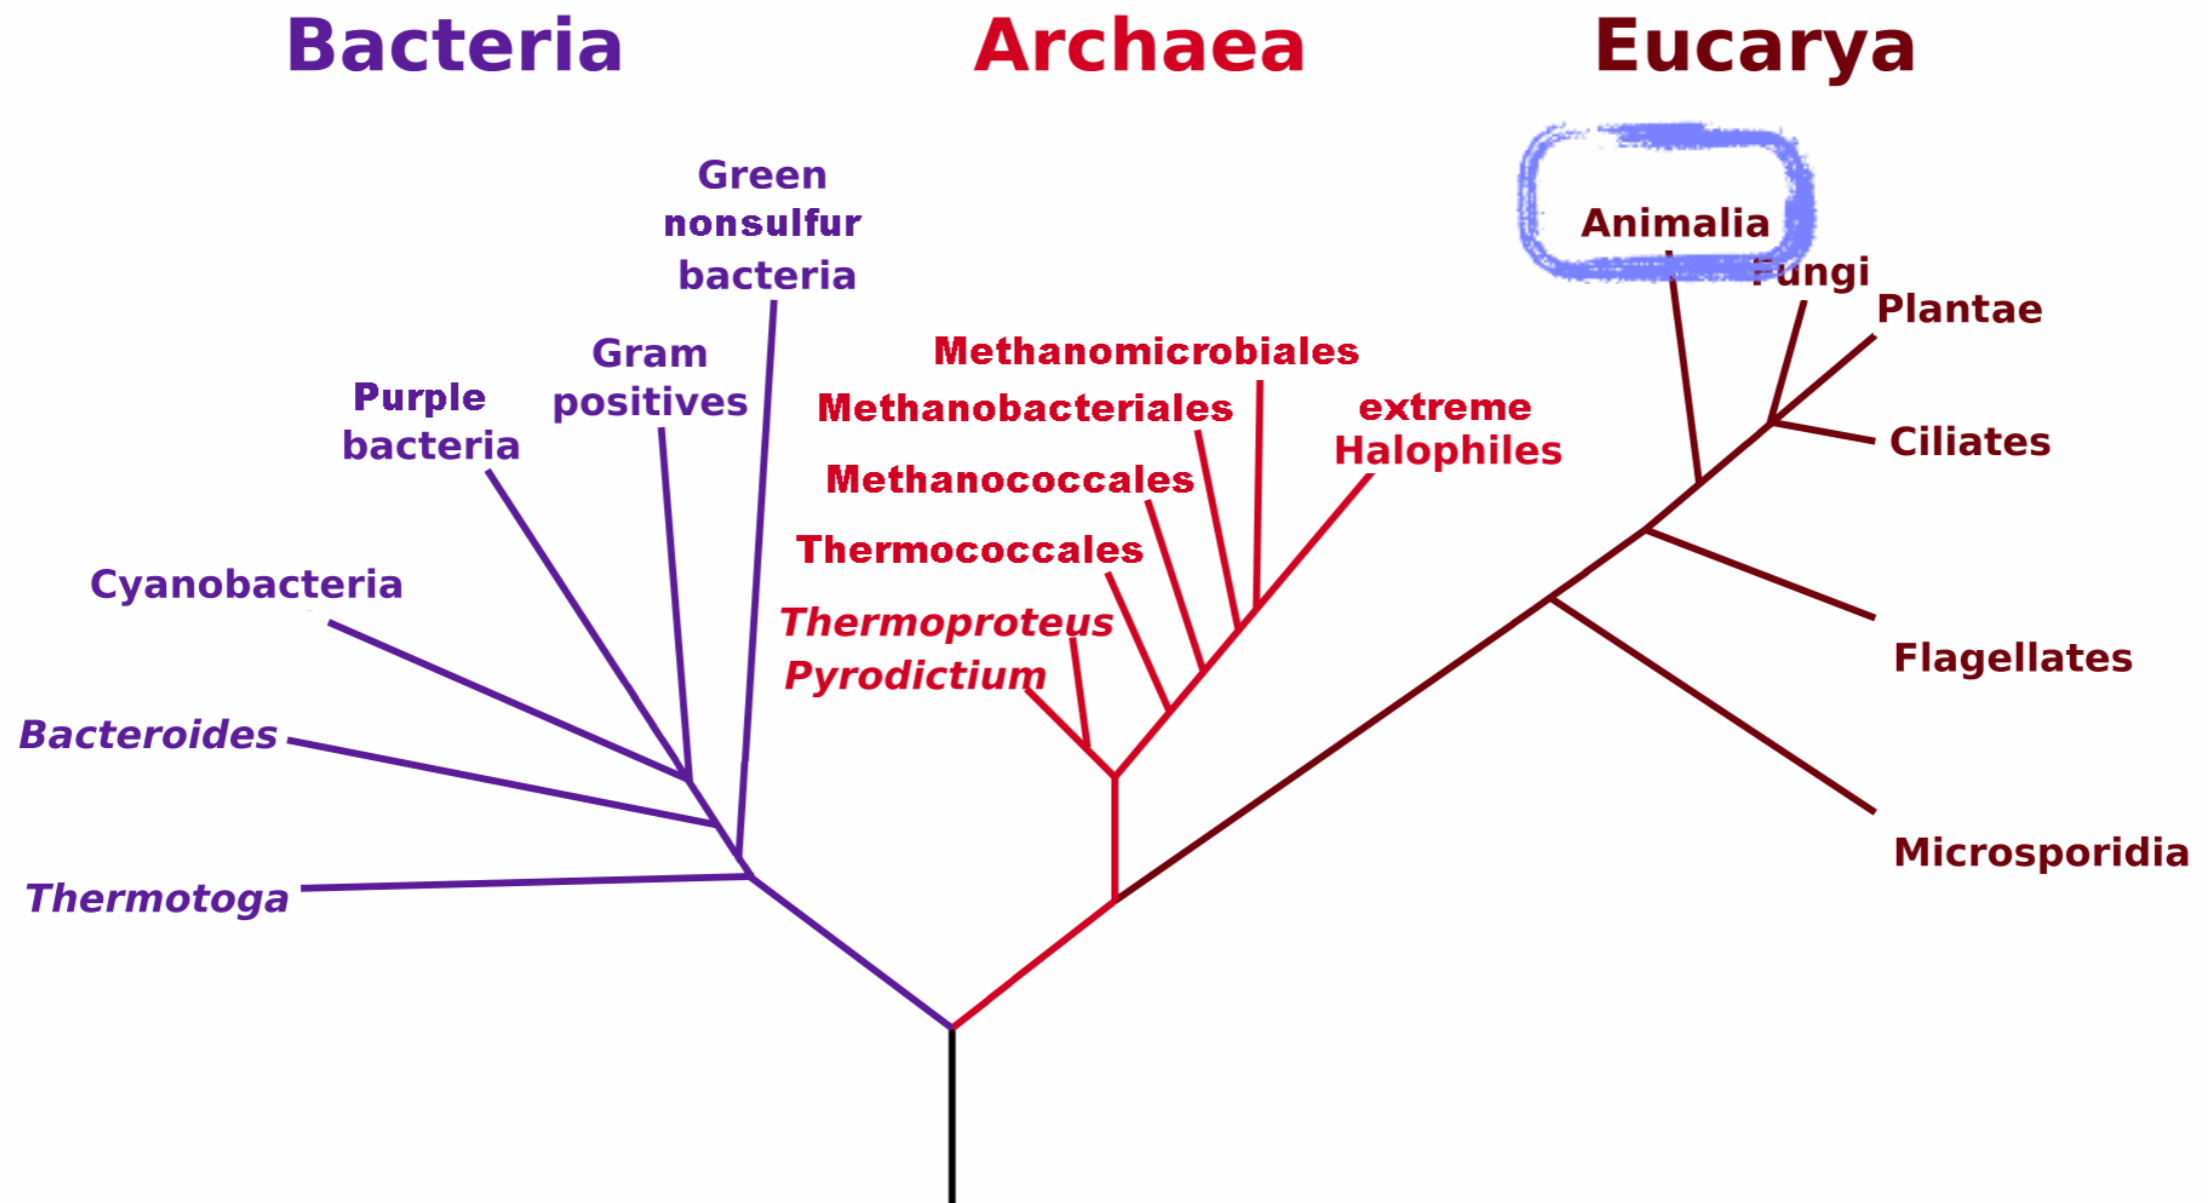 Bacteria
Archaea
Eucarya
Green
nonsulfur
bacteria
Gram
positives
Purple
bacteria
Cyanobacteria
Bacteroides
Thermotoga
Methanomicrobiales
Methanobacteriales
extreme
Halophiles
Methanococcales
Thermococcales
Thermoproteus
Pyrodictium
Animalia
Fungi
Plantae
Ciliates
Flagellates
Microsporidia